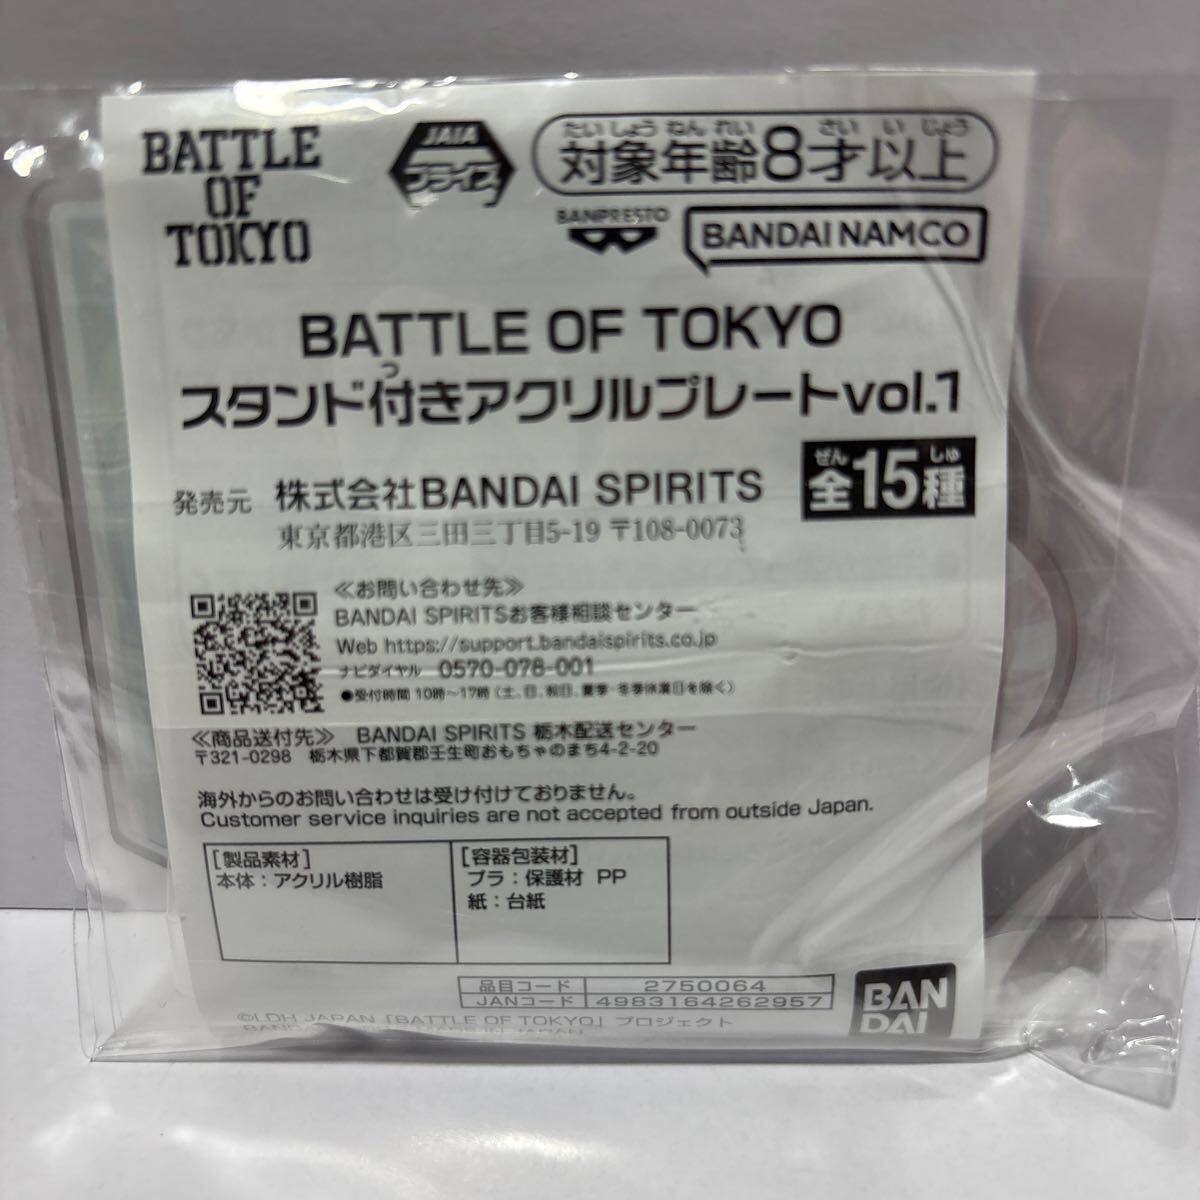 BATTLE
OF
TOKYO
JAIA
プライズ
たいしょうねんれい さい いじょう
対象年齢8才以上
BANPRESTO
BANDAI NAMCO
BATTLE OF TOKYO
つ
スタンド付きアクリルプレートvol.1
ぜん しゅ
全15種
発売元 株式会社BANDAI SPIRITS
東京都港区三田三丁目5-19 〒108-0073
≪お問い合わせ先≫
BANDAI SPIRITSお客様相談センター
Web https://support.bandaispirits.co.jp
ナビダイヤル 0570-078-001
●受付時間 10時〜17時 (土、日、祝日、夏季・冬季休業日を除く)
≪商品送付先≫ BANDAI SPIRITS 栃木配送センター
〒321-0298 栃木県下都賀郡壬生町おもちゃのまち4-2-20
海外からのお問い合わせは受け付けておりません。
Customer service inquiries are not accepted from outside Japan.
[製品素材]
本体：アクリル樹脂
[容器包装材]
プラ：保護材 PP
紙：台紙
品目コード 2750064
JANコード 4983164262957
BAN
DAI
©LDH JAPAN「BATTLE OF TOKYO」プロジェクト